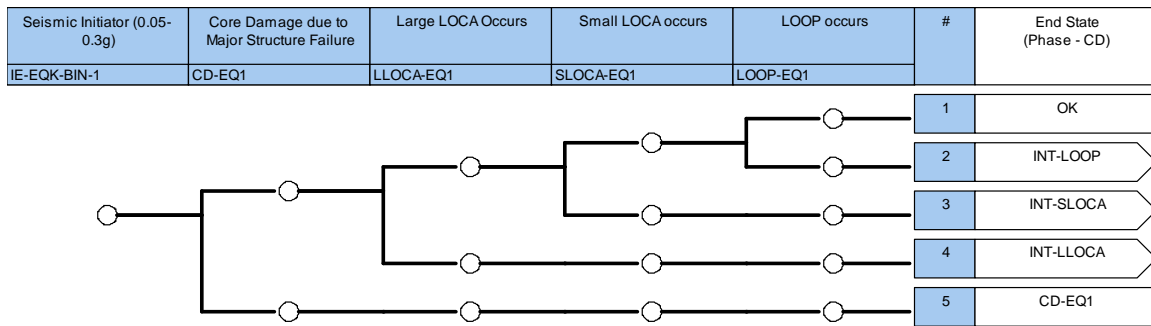 Seismic Initiator (0.05-
0.3g)
Core Damage due to
Major Structure Failure
Large LOCA Occurs
Small LOCA occurs
LOOP occurs
#
End State
(Phase - CD)
IE-EQK-BIN-1
CD-EQ1
LLOCA-EQ1
SLOCA-EQ1
LOOP-EQ1
1
OK
2
INT-LOOP
3
INT-SLOCA
4
INT-LLOCA
5
CD-EQ1